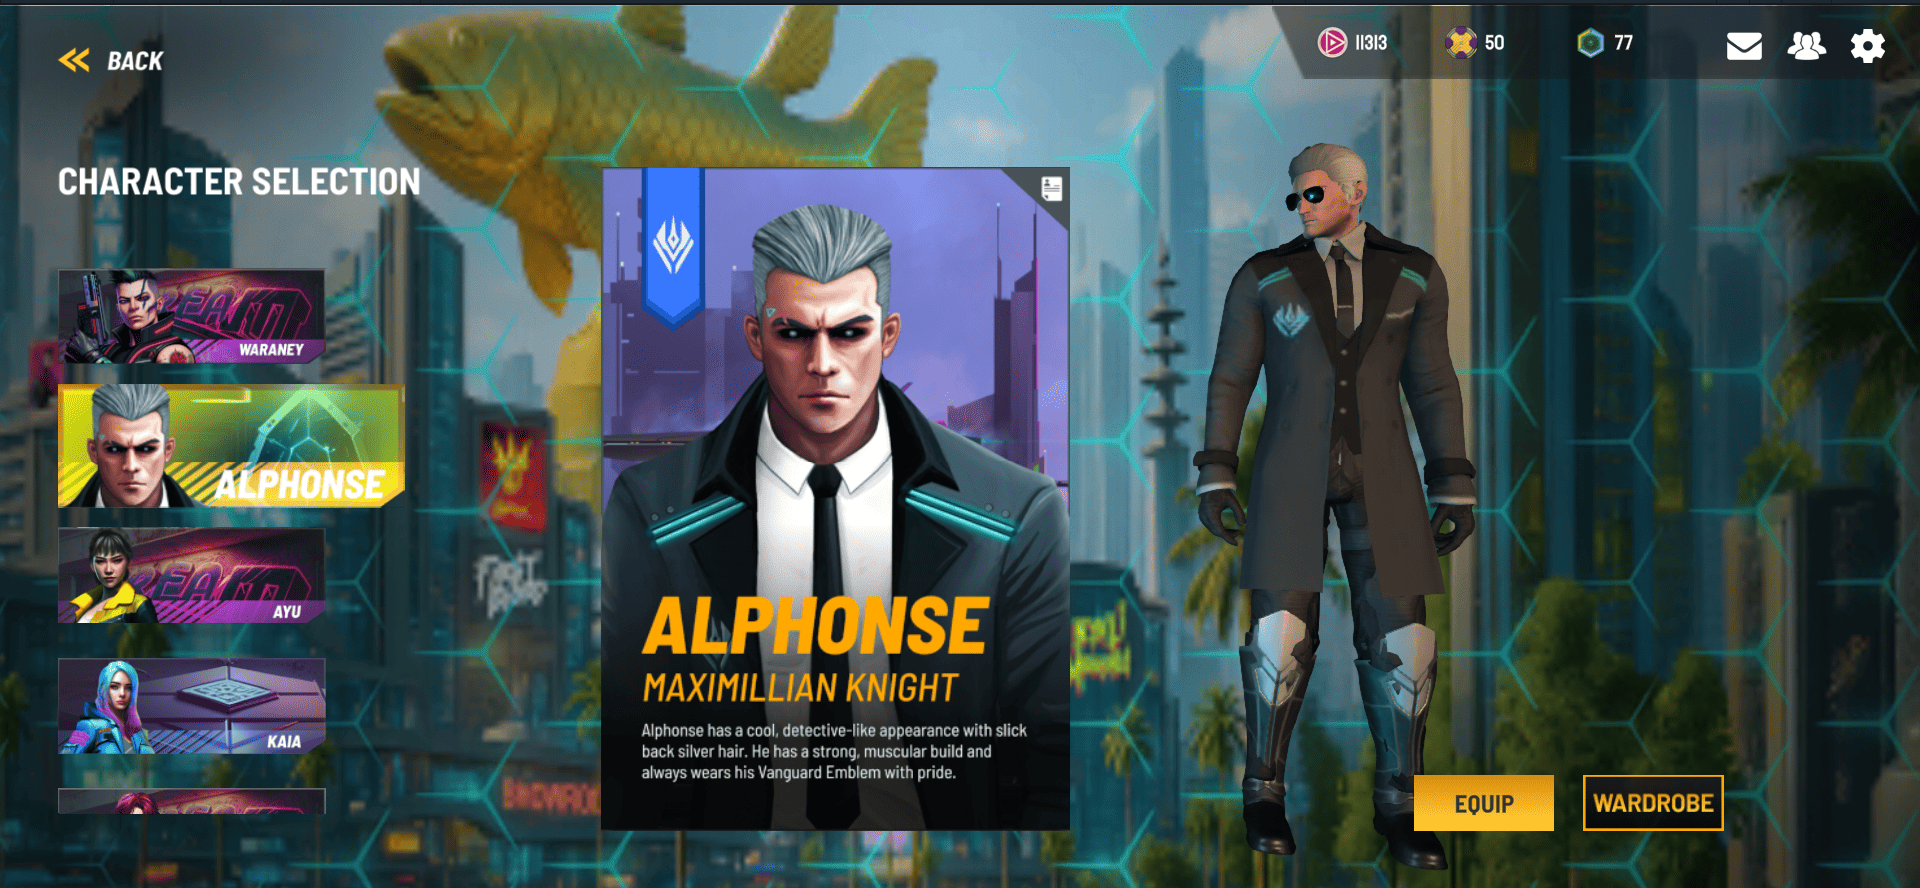 BACK
11313
50
77
CHARACTER SELECTION
WARANEY
ALPHONSE
AYU
KAIA
ALPHONSE
MAXIMILLIAN KNIGHT
Alphonse has a cool, detective-like appearance with slick
back silver hair. He has a strong, muscular build and
always wears his Vanguard Emblem with pride.
EQUIP
WARDROBE